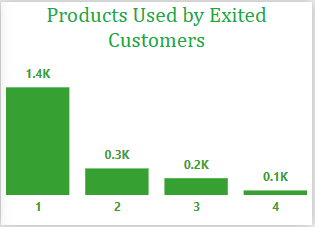 Products Used by Exited
Customers
1.4K
0.3K
0.2K
0.1K
1 2 3 4